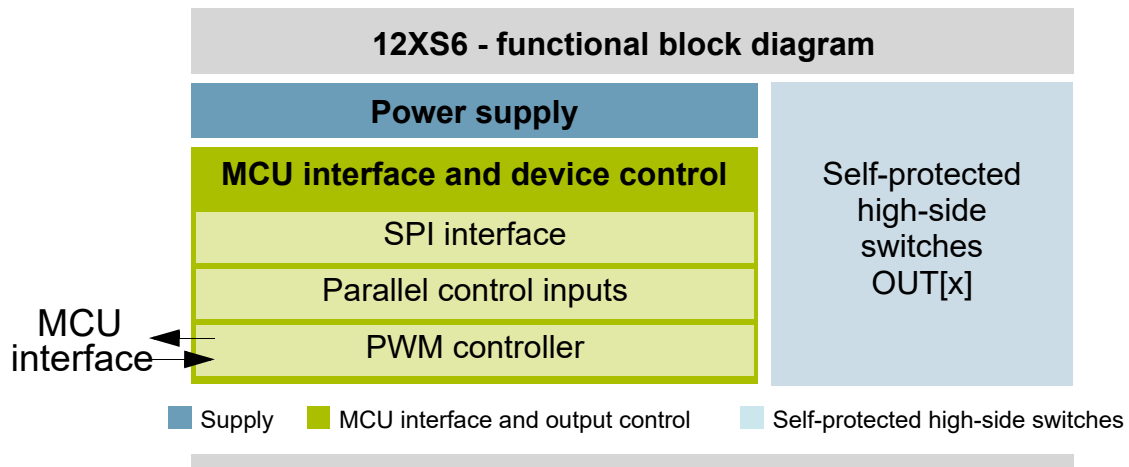 12XS6 - functional block diagram
Power supply
MCU interface and device control
SPI interface
Parallel control inputs
PWM controller
Self-protected
high-side
switches
OUT[x]
MCU
interface
Supply
MCU interface and output control
Self-protected high-side switches